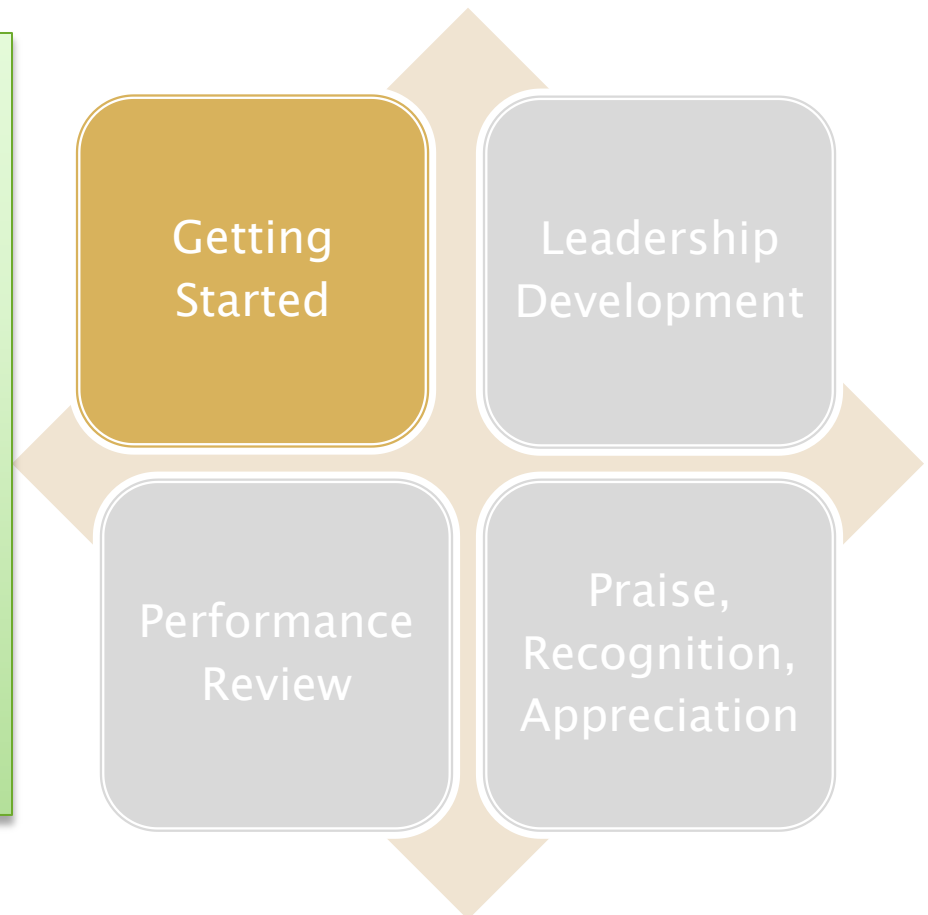 Getting
Started
Leadership
Development
Performance
Review
Praise,
Recognition,
Appreciation